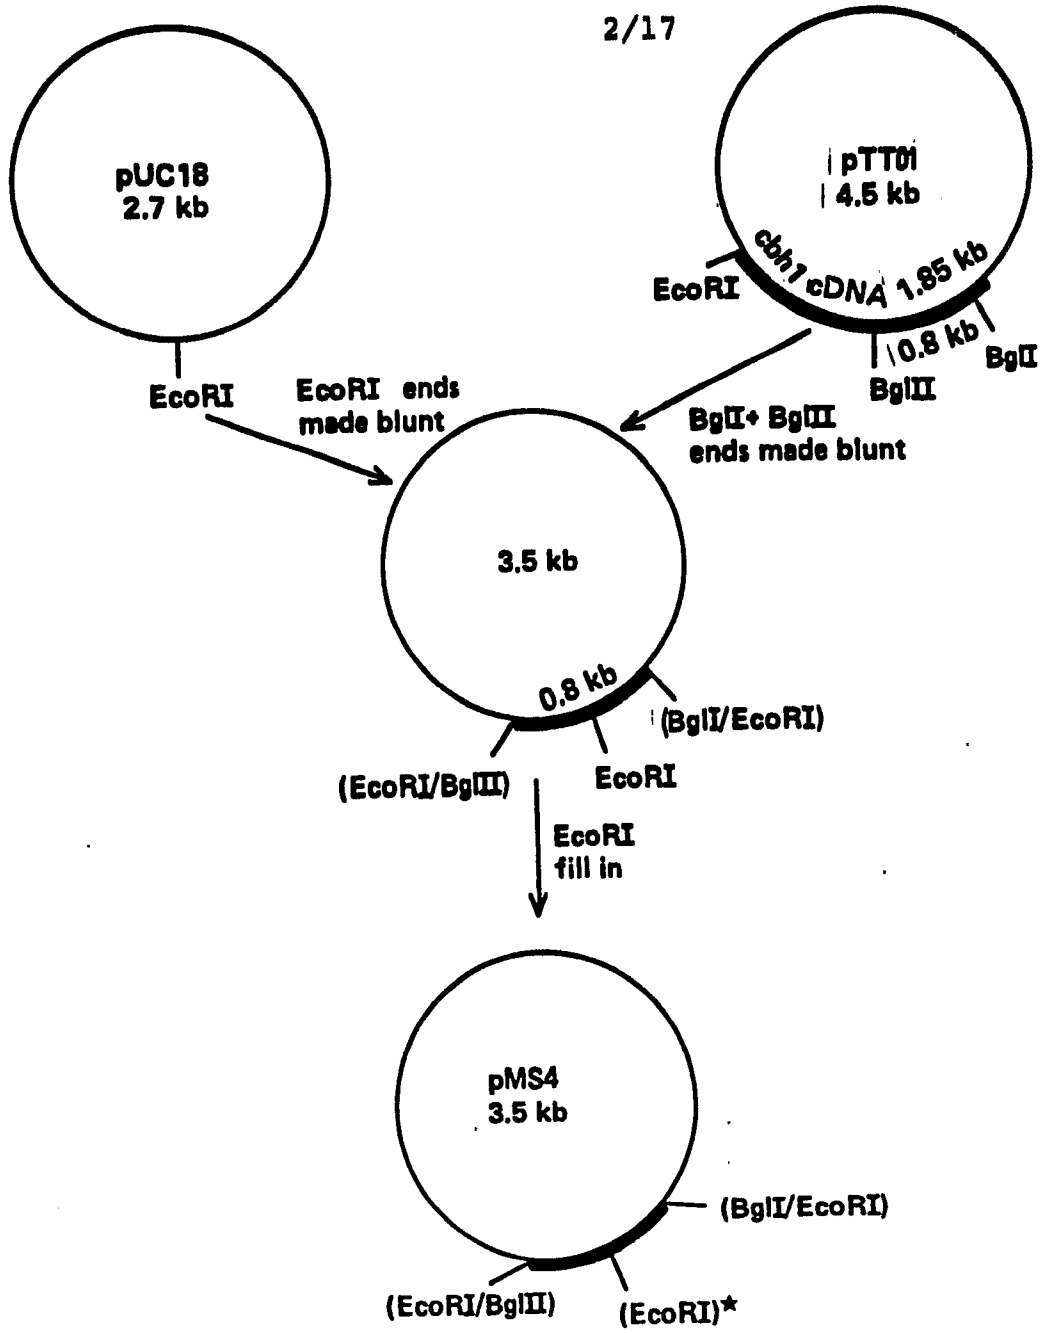 2/17
pUC18
2.7 kb
pTT01
4.5 kb
cbh1 cDNA 1.85 kb
0.8 kb
EcoRI
BglII
BglI
EcoRI
EcoRI ends
made blunt
BglI+ BglII
ends made blunt
3.5 kb
0.8 kb
(BglI/EcoRI)
EcoRI
(EcoRI/BglII)
EcoRI
fill in
pMS4
3.5 kb
(BglI/EcoRI)
(EcoRI/BglII)
(EcoRI)★